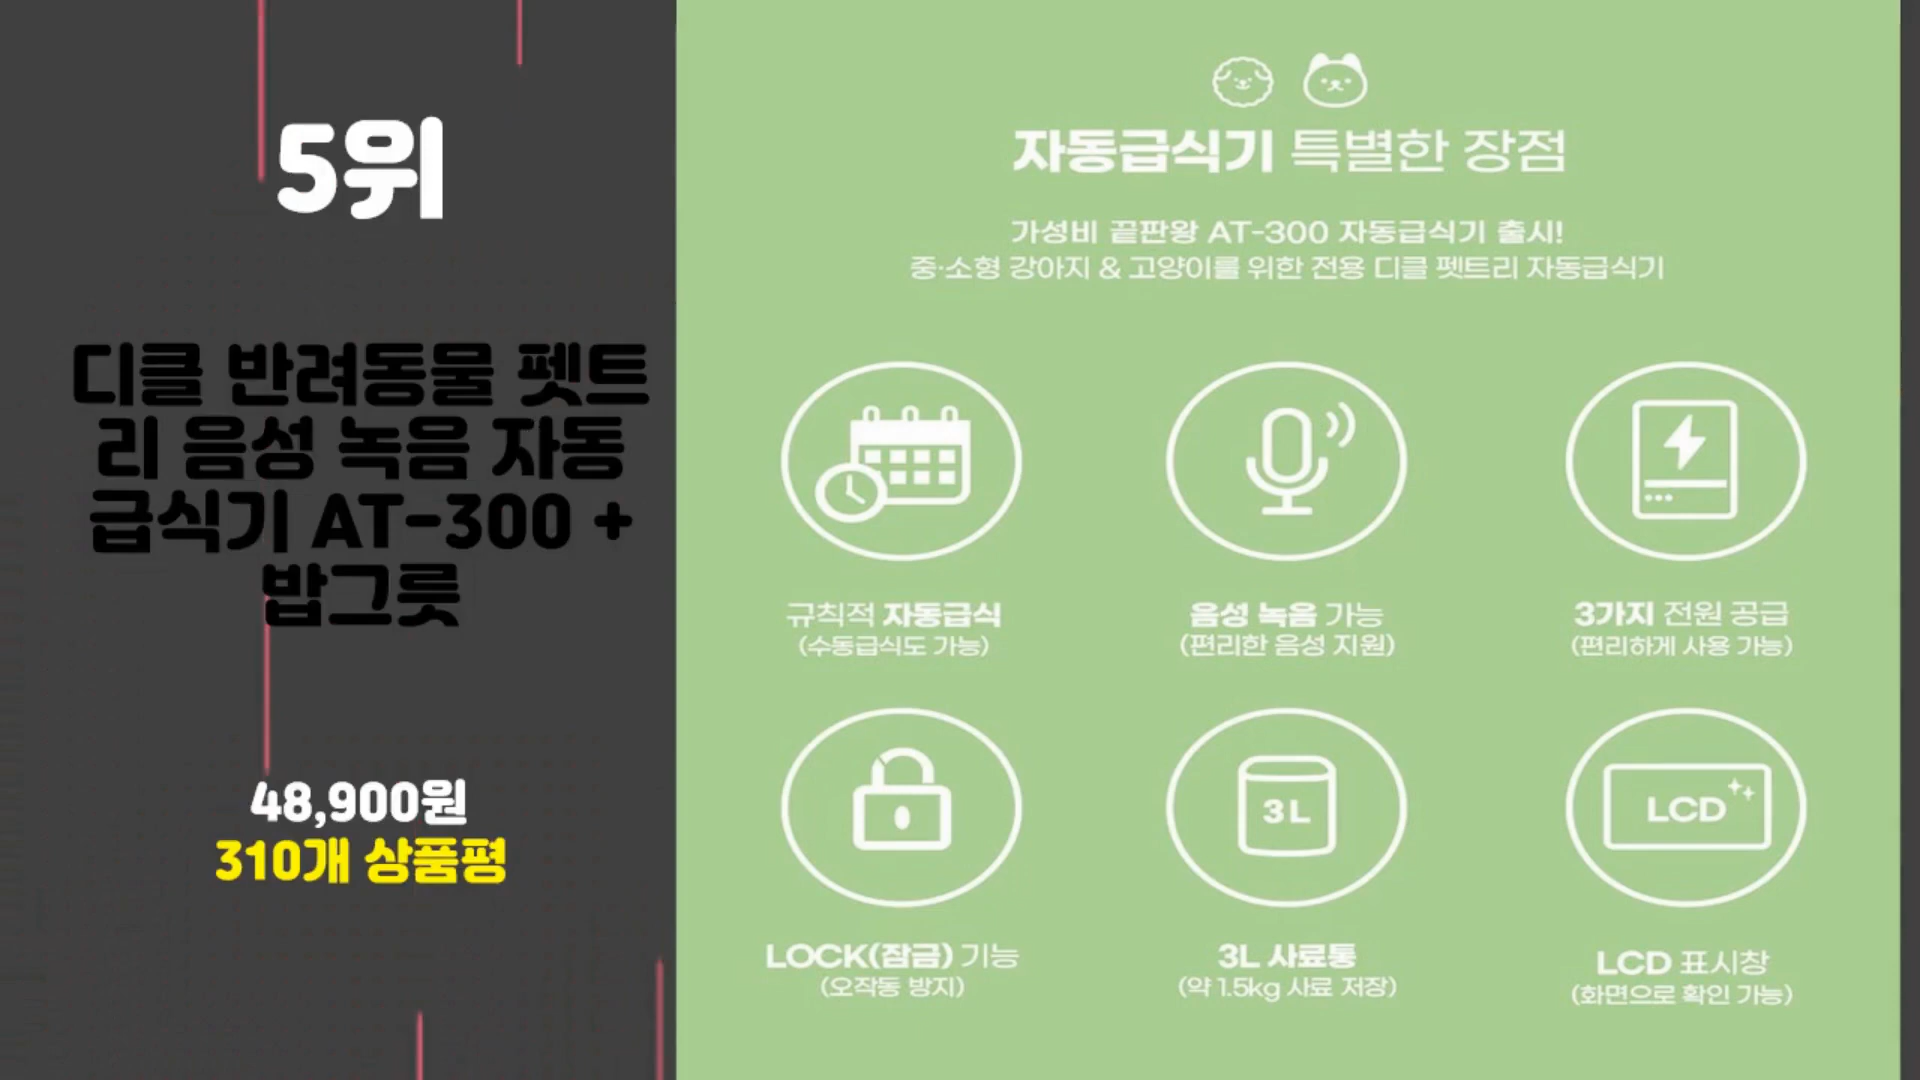 5위
디클 반려동물 펫트
리 음성 녹음 자동
급식기 AT-300 +
밥그릇
48,900원
310개 상품평
자동급식기 특별한 장점
가성비 끝판왕 AT-300 자동급식기 출시!
중·소형 강아지 & 고양이를 위한 전용 디클 펫트리 자동급식기
규칙적 자동급식
(수동급식도 가능)
음성 녹음 가능
(편리한 음성 지원)
3가지 전원 공급
(편리하게 사용 가능)
3L
LCD
LOCK(잠금) 기능
(오작동 방지)
3L 사료통
(약 1.5kg 사료 저장)
LCD 표시창
(화면으로 확인 가능)